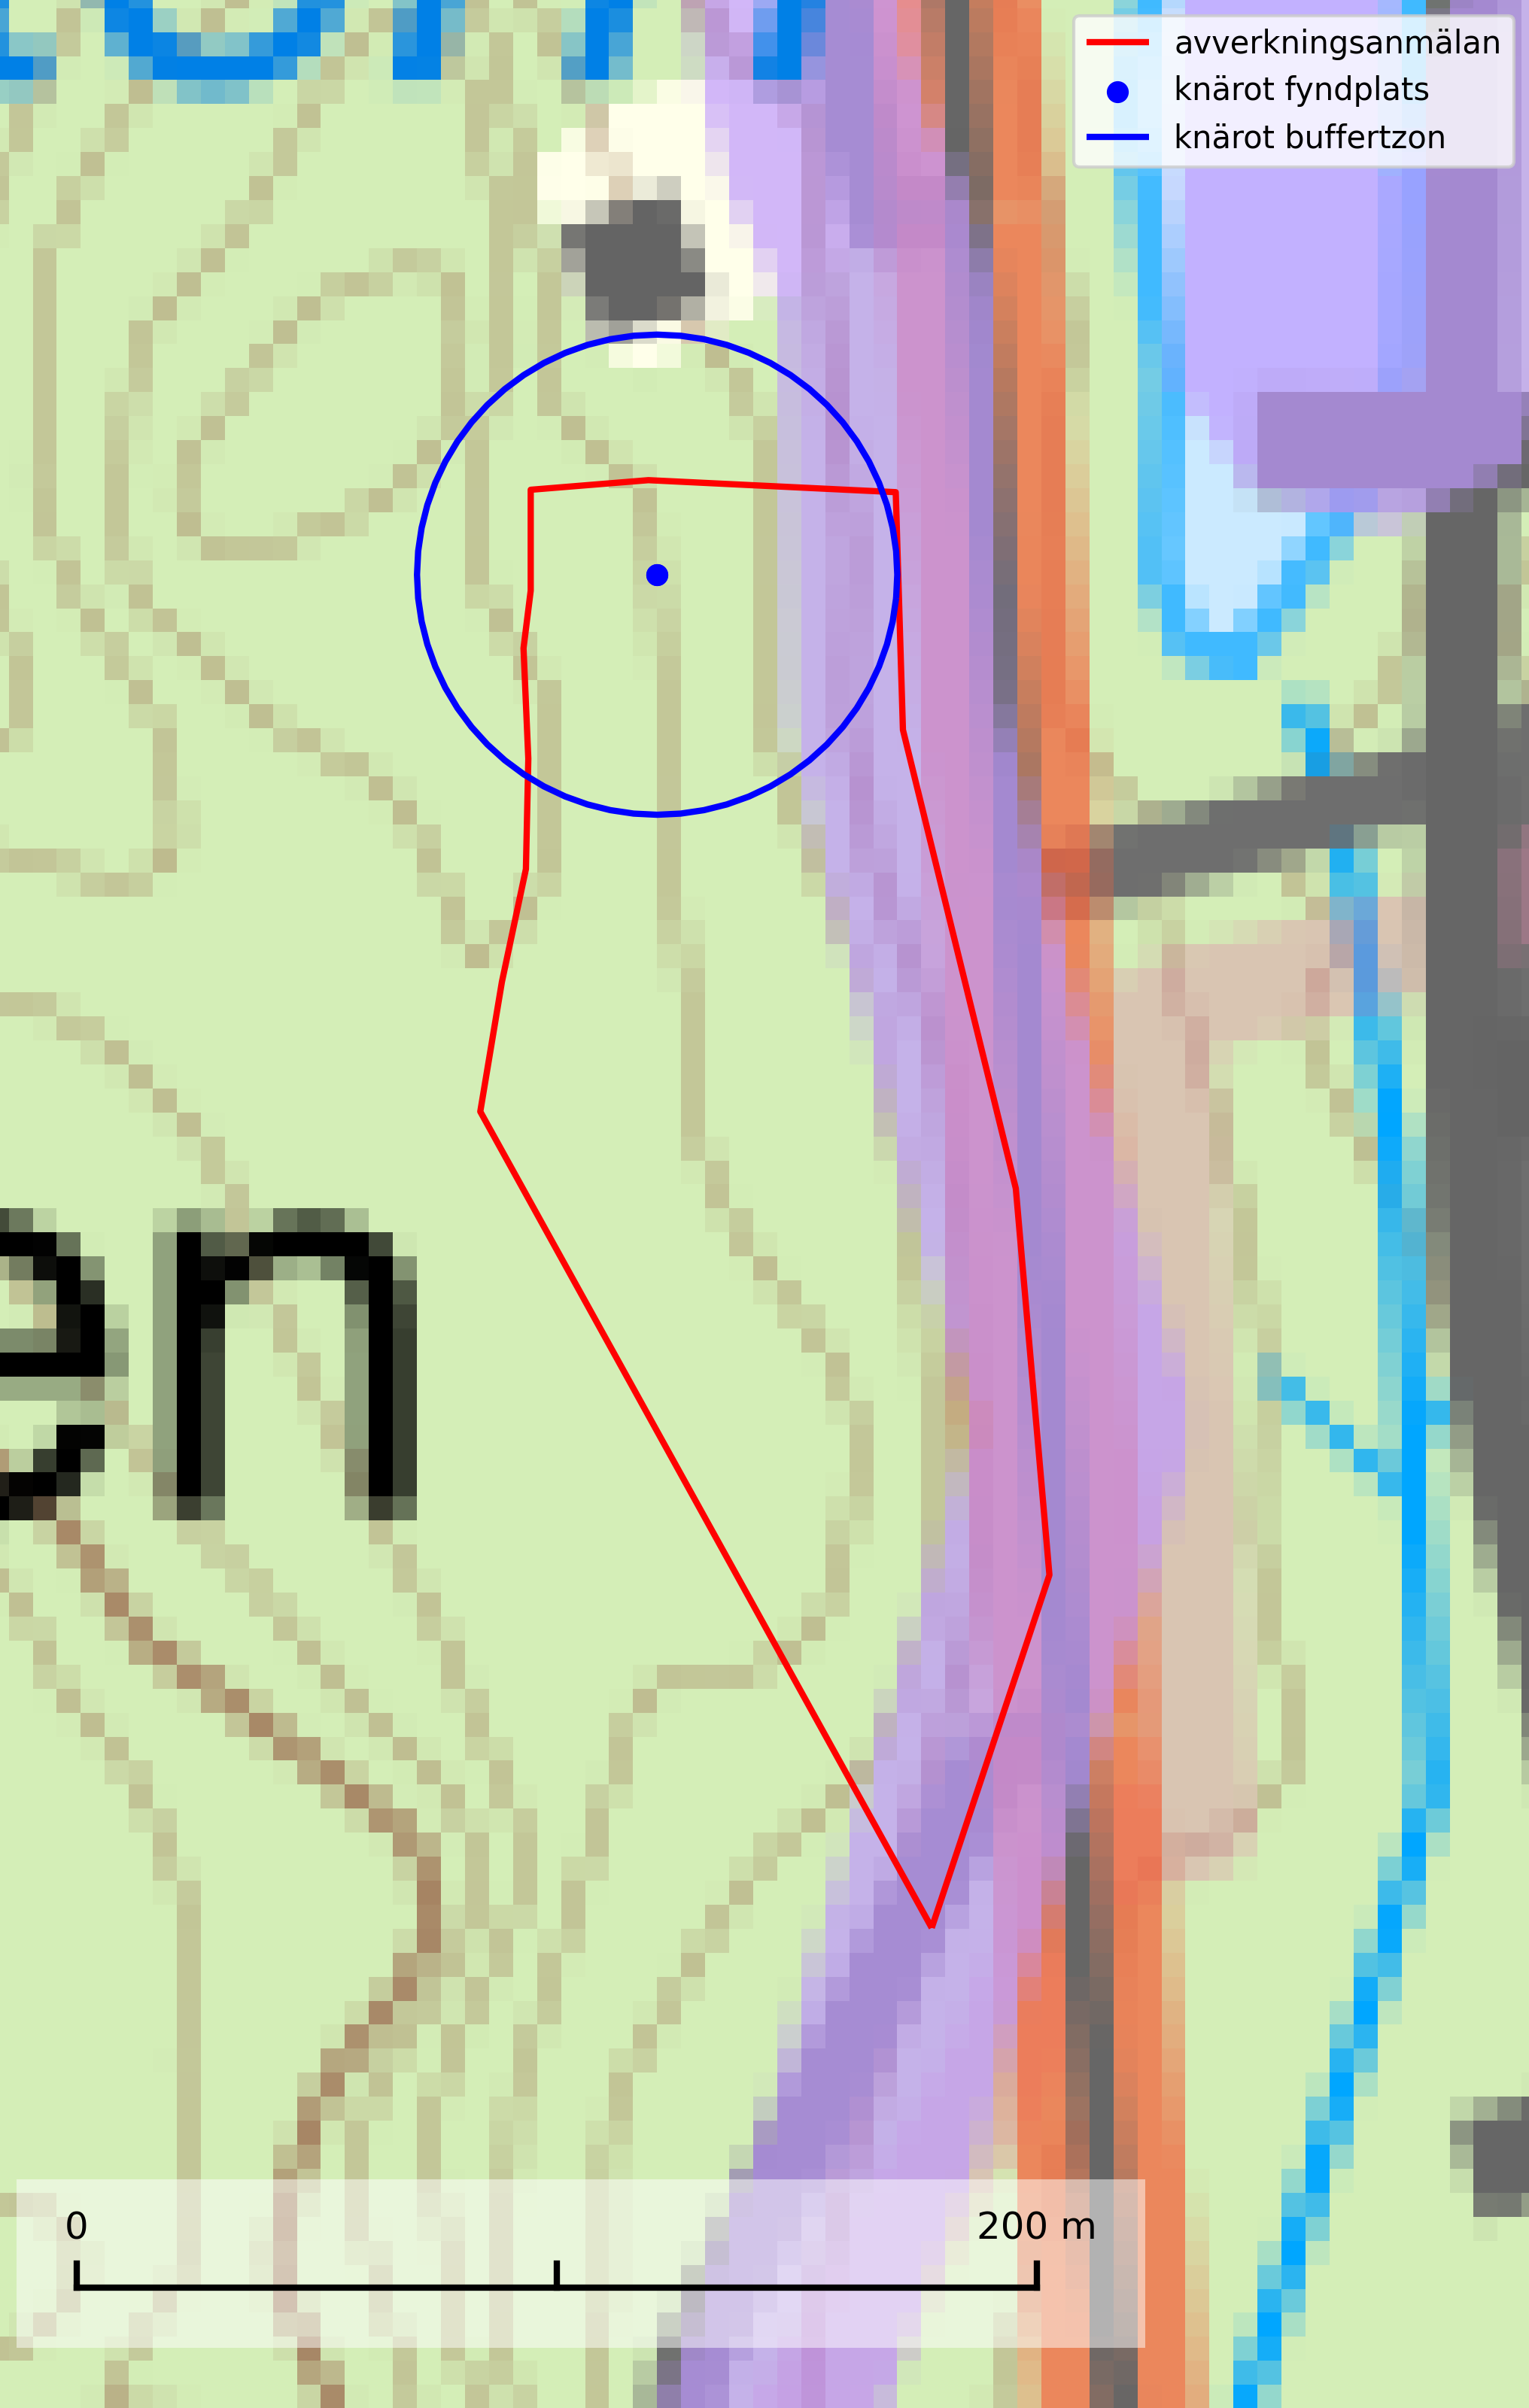 avverkningsanmälan
knärot fyndplats
knärot buffertzon
0 200 m